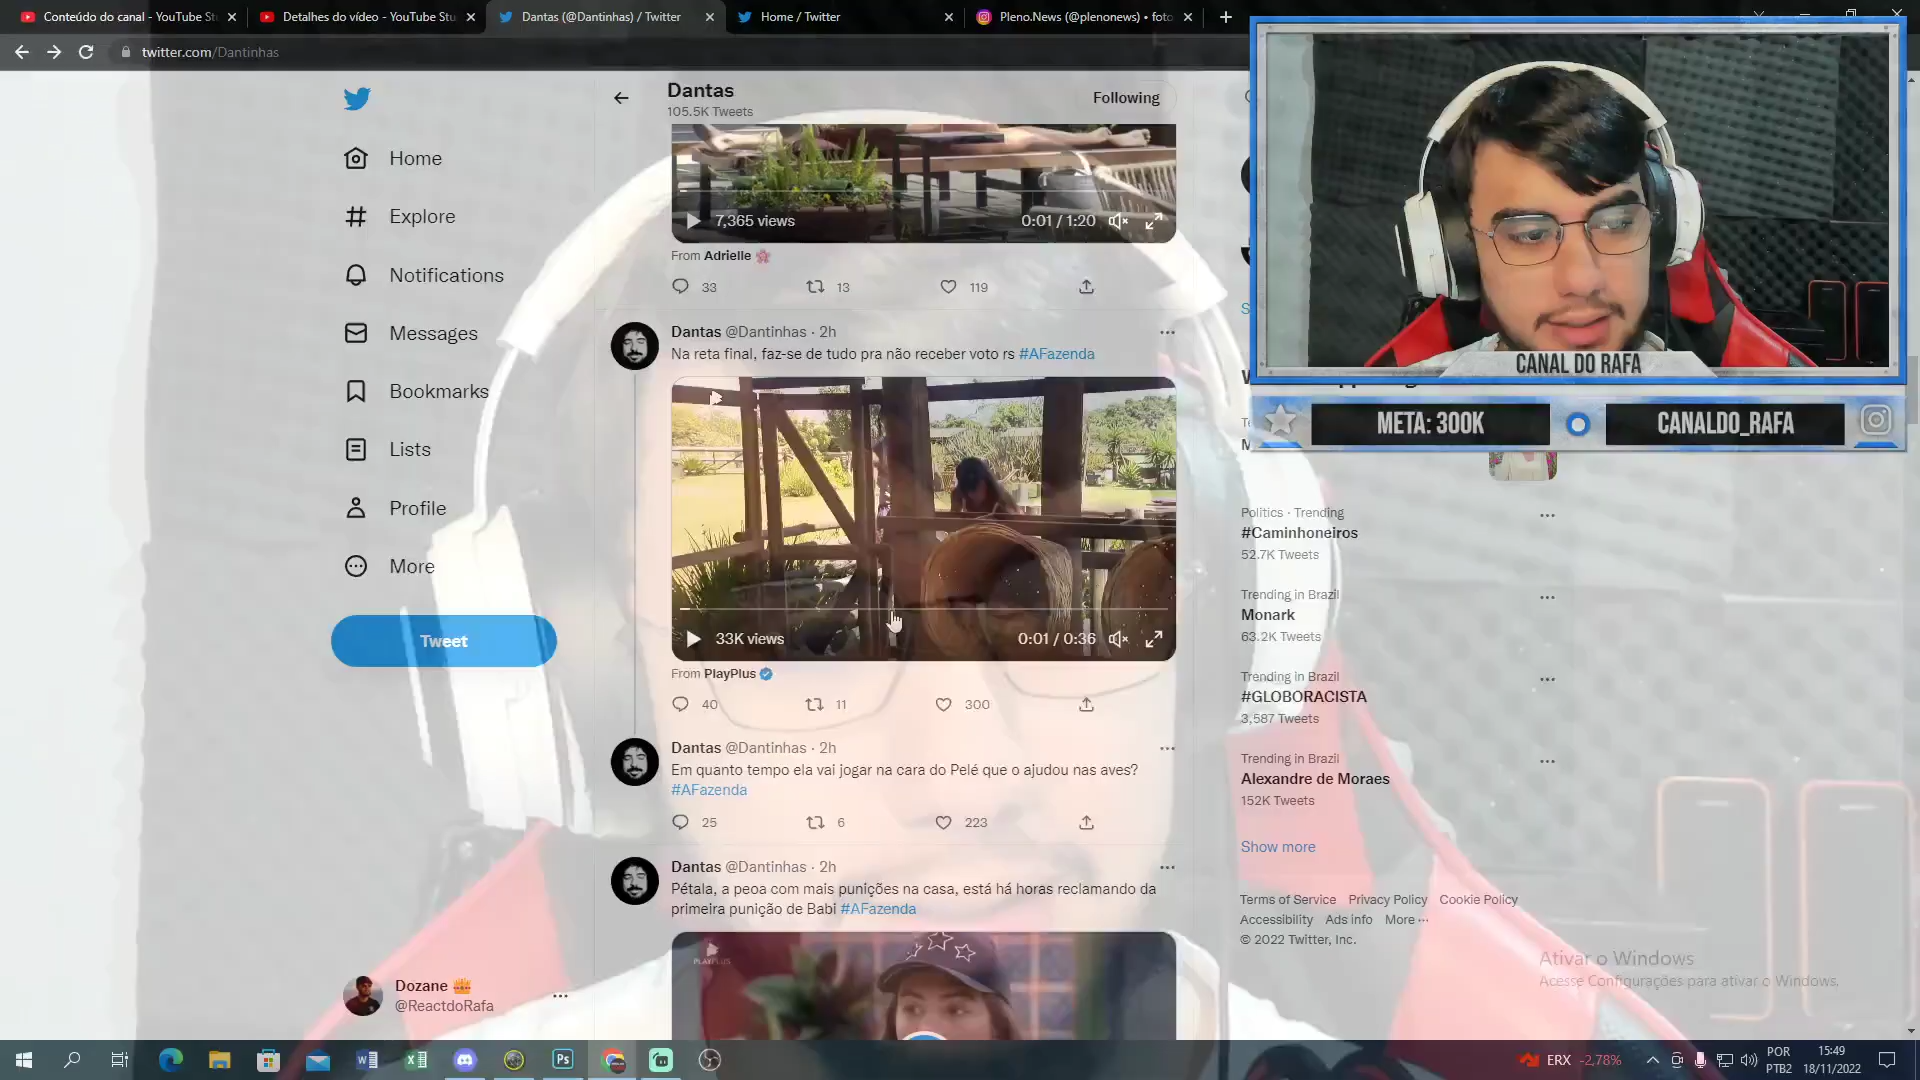 Conteúdo do canal - YouTube St
Detalhes do vídeo - YouTube Stu
Dantas (@Dantinhas) / Twitter
Home / Twitter
Pleno.News (@plenonews) • foto
twitter.com/Dantinhas
Dantas
105.5K Tweets
Following
Home
Explore
Notifications
Messages
Bookmarks
Lists
Profile
More
Tweet
Dozane
@ReactdoRafa
7,365 views
0:01 / 1:20
From Adrielle
33
13
119
Dantas @Dantinhas · 2h
Na reta final, faz-se de tudo pra não receber voto rs #AFazenda
33K views
0:01 / 0:36
From PlayPlus
40
11
300
Dantas @Dantinhas · 2h
Em quanto tempo ela vai jogar na cara do Pelé que o ajudou nas aves?
#AFazenda
25
6
223
Dantas @Dantinhas · 2h
Pétala, a peoa com mais punições na casa, está há horas reclamando da
primeira punição de Babi #AFazenda
PLAYPLUS
CANAL DO RAFA
META: 300K
CANALDO_RAFA
Politics · Trending
#Caminhoneiros
52.7K Tweets
Trending in Brazil
Monark
63.2K Tweets
Trending in Brazil
#GLOBORACISTA
3,587 Tweets
Trending in Brazil
Alexandre de Moraes
152K Tweets
Show more
Terms of Service Privacy Policy Cookie Policy
Accessibility Ads info More ···
© 2022 Twitter, Inc.
Ativar o Windows
Acesse Configurações para ativar o Windows.
ERX -2,78%
POR
PTB2
15:49
18/11/2022